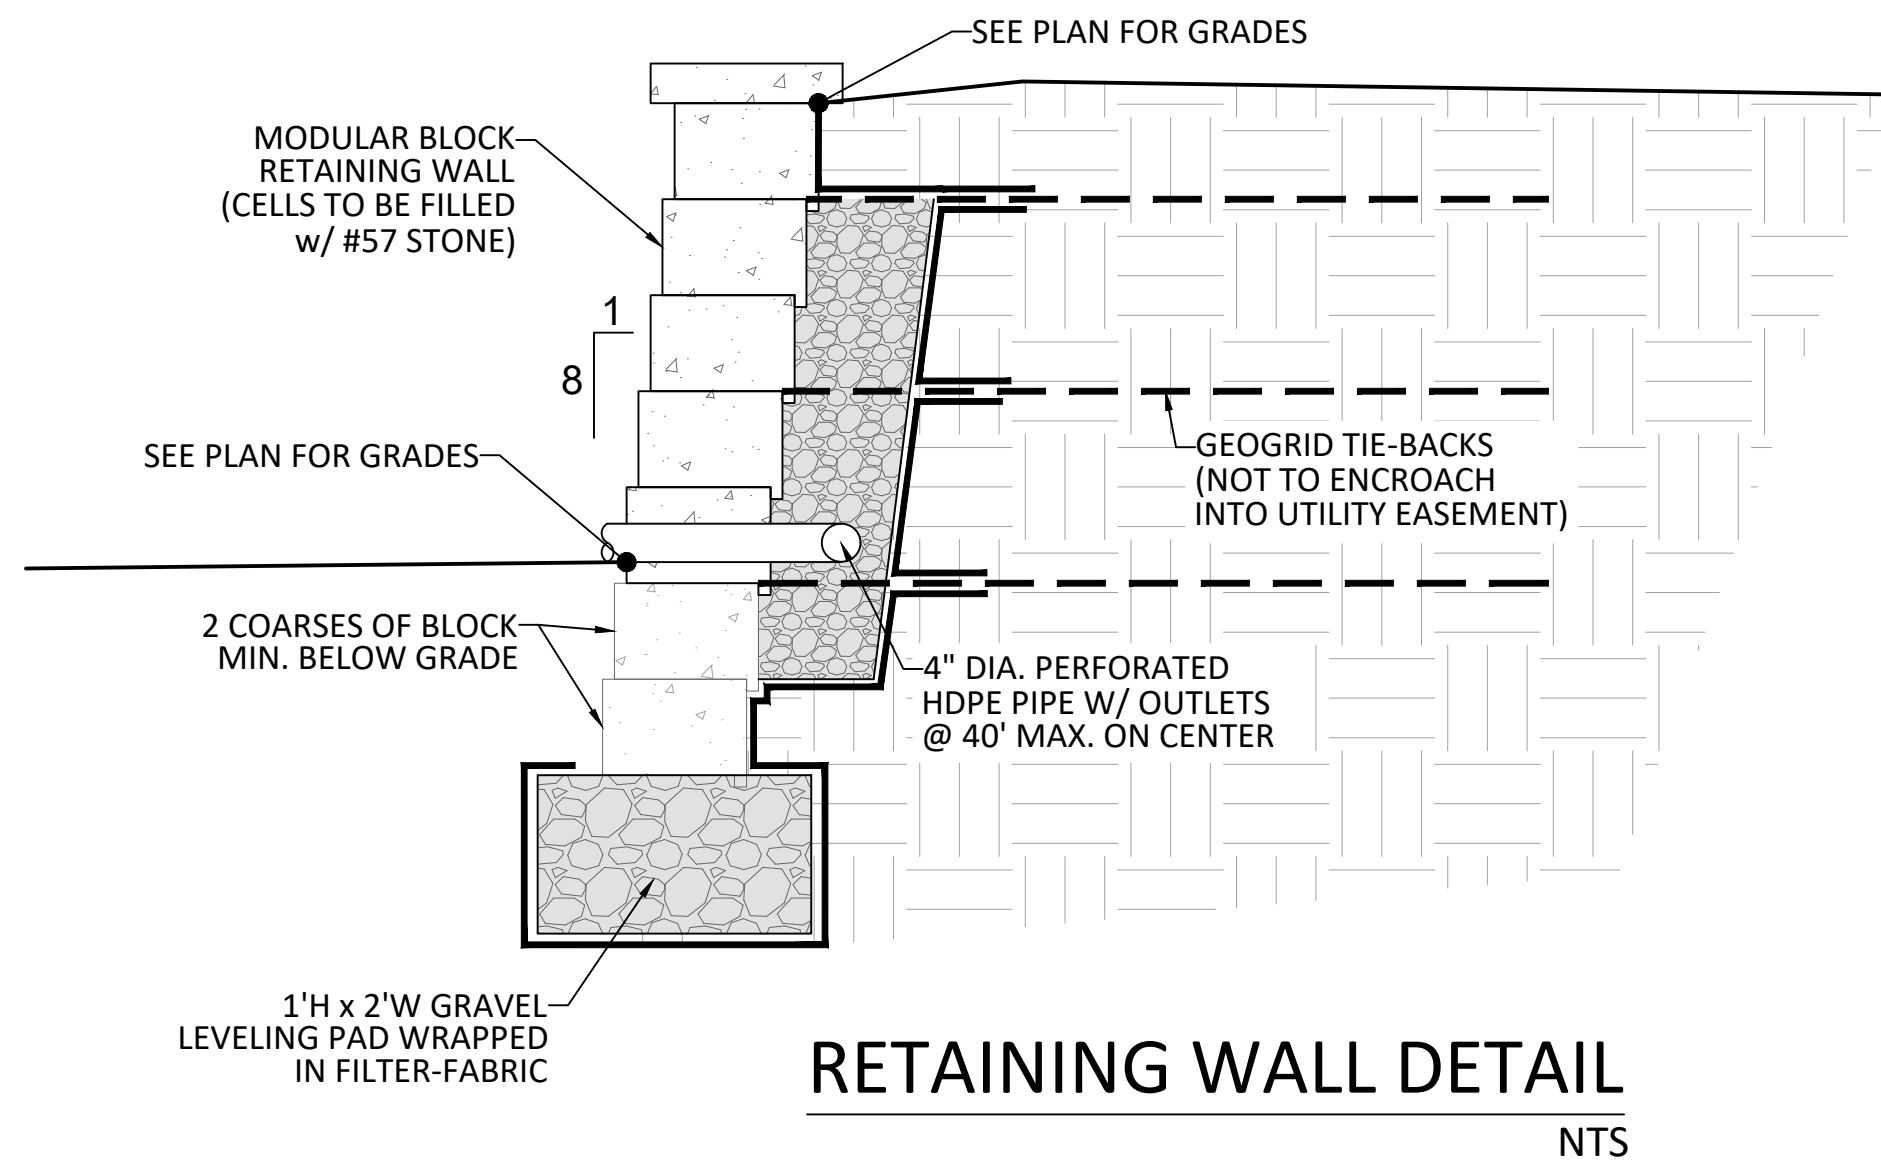 SEE PLAN FOR GRADES
MODULAR BLOCK
RETAINING WALL
(CELLS TO BE FILLED
w/ #57 STONE)
1
8
SEE PLAN FOR GRADES
GEOGRID TIE-BACKS
(NOT TO ENCROACH
INTO UTILITY EASEMENT)
2 COARSES OF BLOCK
MIN. BELOW GRADE
4" DIA. PERFORATED
HDPE PIPE W/ OUTLETS
@ 40' MAX. ON CENTER
1'H x 2'W GRAVEL
LEVELING PAD WRAPPED
IN FILTER-FABRIC
RETAINING WALL DETAIL
NTS